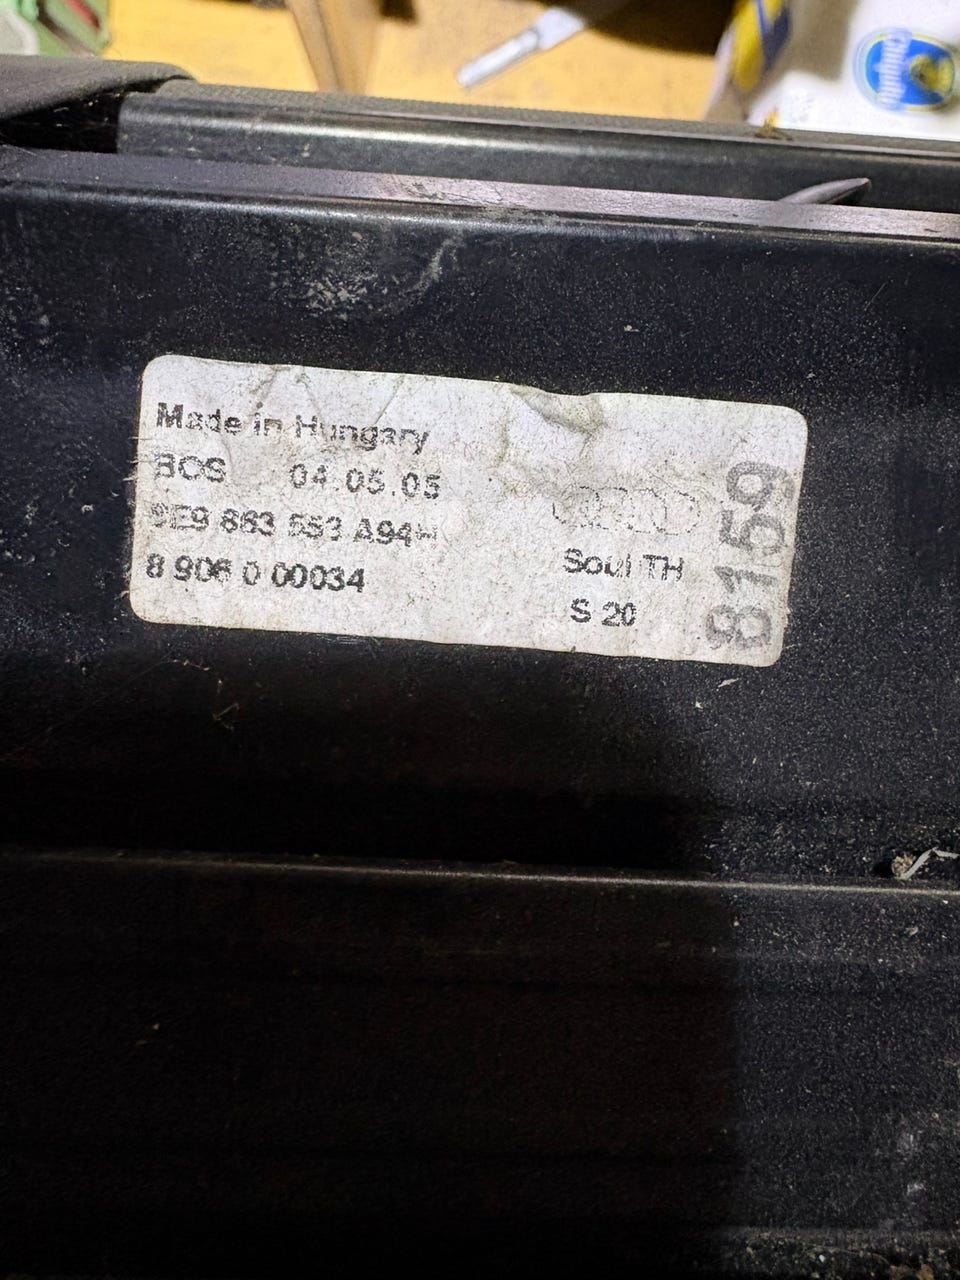 Made in Hungary
BOS 04.05.05
8E9 863 553 A94H
8 906 0 00034
Soul TH
S 20
8159
Chiquita